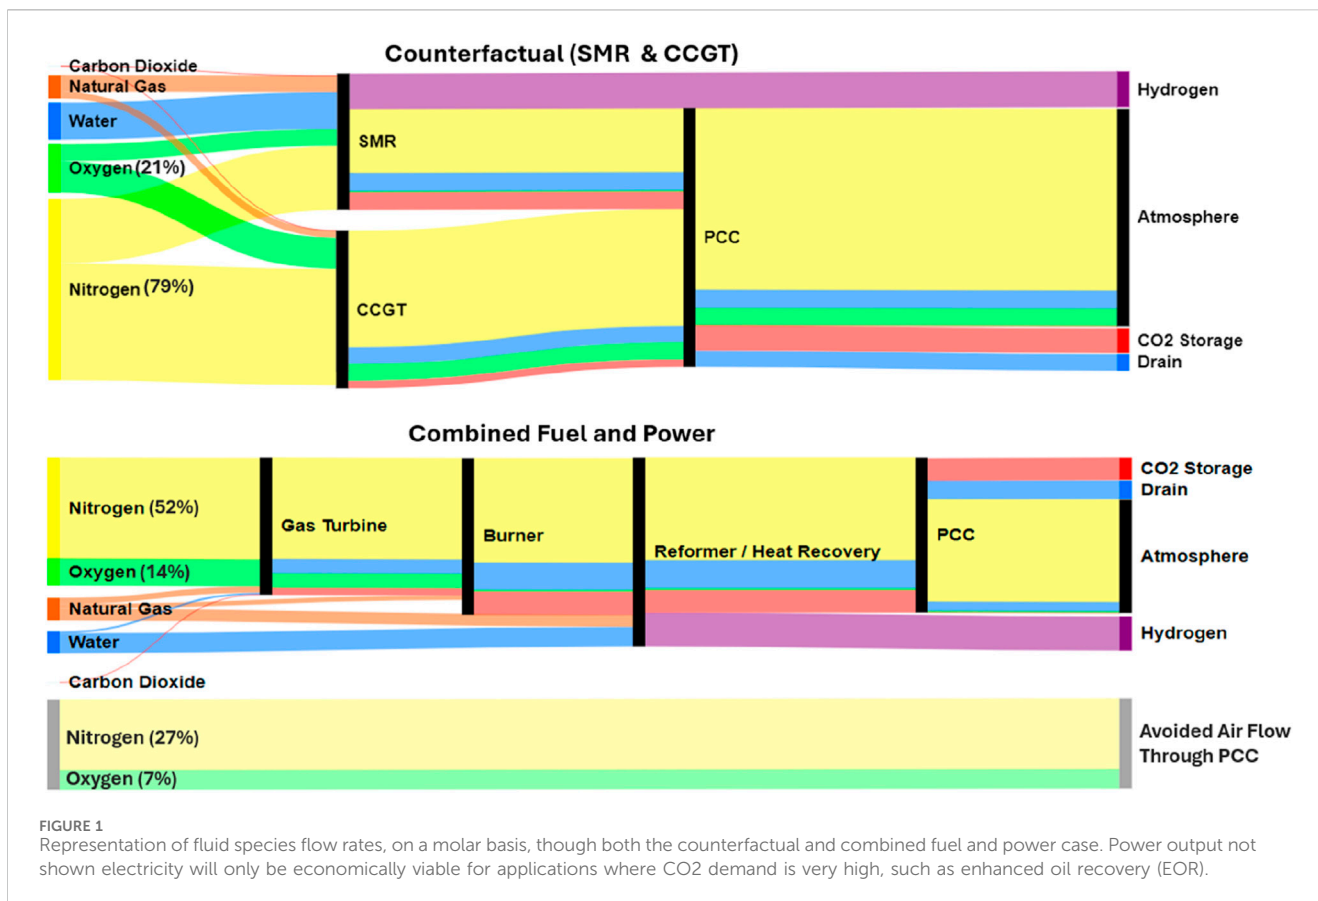 Counterfactual (SMR & CCGT)
Carbon Dioxide
Natural Gas
Water
Oxygen (21%)
Nitrogen (79%)
SMR
CCGT
PCC
Hydrogen
Atmosphere
CO2 Storage
Drain
Combined Fuel and Power
Nitrogen (52%)
Oxygen (14%)
Natural Gas
Water
Carbon Dioxide
Gas Turbine
Burner
Reformer / Heat Recovery
PCC
CO2 Storage
Drain
Atmosphere
Hydrogen
Nitrogen (27%)
Oxygen (7%)
Avoided Air Flow
Through PCC
FIGURE 1
Representation of fluid species flow rates, on a molar basis, though both the counterfactual and combined fuel and power case. Power output not
shown electricity will only be economically viable for applications where CO2 demand is very high, such as enhanced oil recovery (EOR).